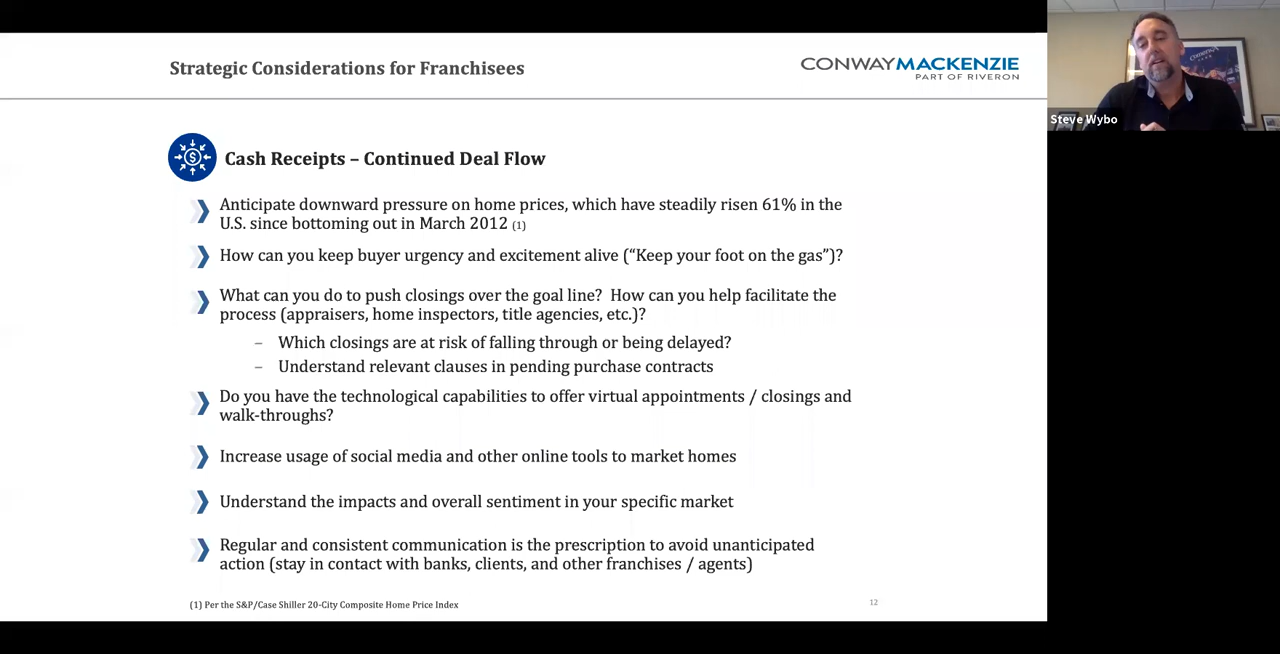 Strategic Considerations for Franchisees
CONWAYMACKENZIE
PART OF RIVERON
Steve Wybo
$
Cash Receipts – Continued Deal Flow
Anticipate downward pressure on home prices, which have steadily risen 61% in the
U.S. since bottoming out in March 2012 (1)
How can you keep buyer urgency and excitement alive (“Keep your foot on the gas”)?
What can you do to push closings over the goal line?  How can you help facilitate the
process (appraisers, home inspectors, title agencies, etc.)?
– Which closings are at risk of falling through or being delayed?
– Understand relevant clauses in pending purchase contracts
Do you have the technological capabilities to offer virtual appointments / closings and
walk-throughs?
Increase usage of social media and other online tools to market homes
Understand the impacts and overall sentiment in your specific market
Regular and consistent communication is the prescription to avoid unanticipated
action (stay in contact with banks, clients, and other franchises / agents)
(1) Per the S&P/Case Shiller 20-City Composite Home Price Index
12